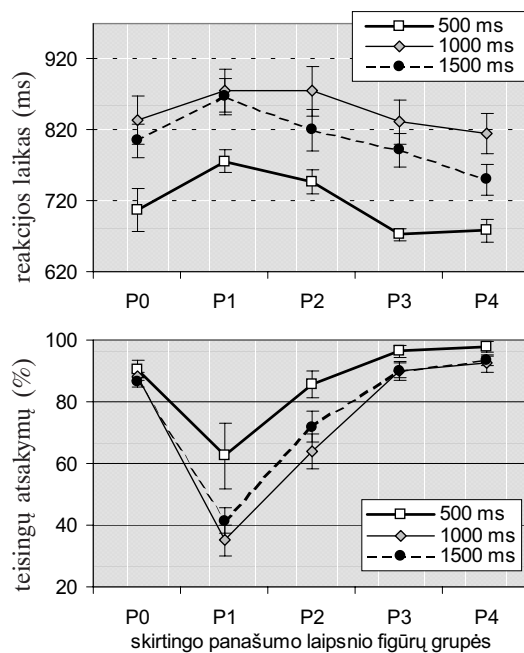 500 ms
1000 ms
1500 ms
reakcijos laikas (ms)
920
820
720
620
P0 P1 P2 P3 P4
teisingų atsakymų (%)
100
80
60
40
20
500 ms
1000 ms
1500 ms
P0 P1 P2 P3 P4
skirtingo panašumo laipsnio figūrų grupės